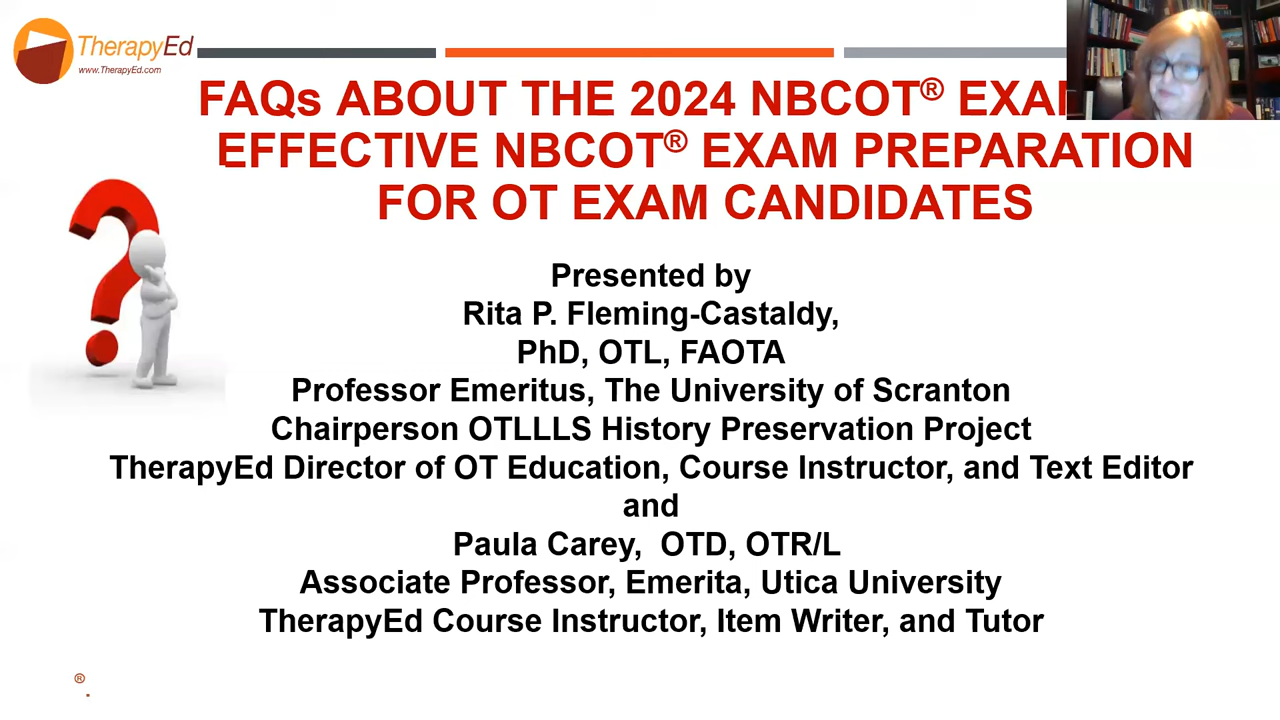 TherapyEd
www.TherapyEd.com
FAQs ABOUT THE 2024 NBCOT® EXAM
EFFECTIVE NBCOT® EXAM PREPARATION
FOR OT EXAM CANDIDATES
Presented by
Rita P. Fleming-Castaldy,
PhD, OTL, FAOTA
Professor Emeritus, The University of Scranton
Chairperson OTLLLS History Preservation Project
TherapyEd Director of OT Education, Course Instructor, and Text Editor
and
Paula Carey, OTD, OTR/L
Associate Professor, Emerita, Utica University
TherapyEd Course Instructor, Item Writer, and Tutor
®
.